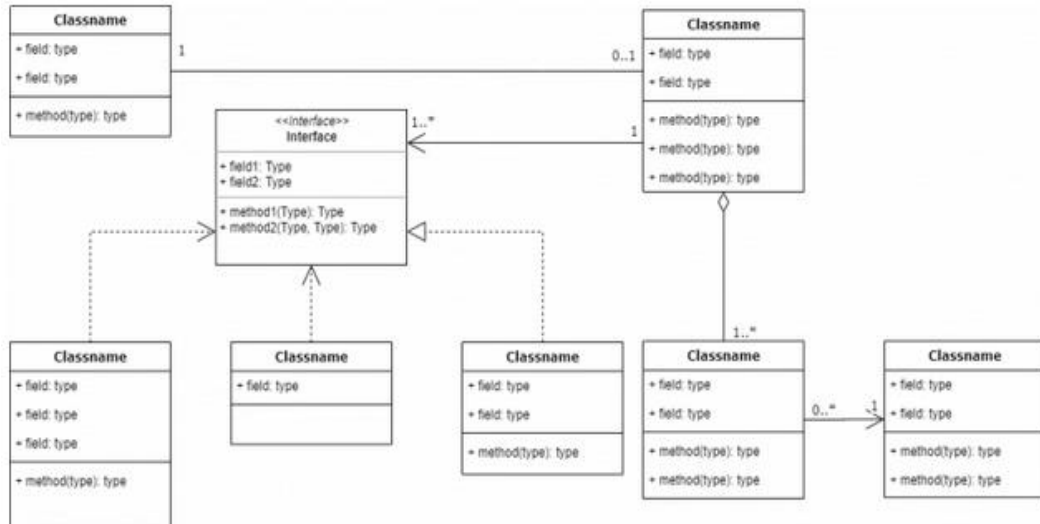 Classname
+ field: type
+ field: type
+ method(type): type
1
0..1
Classname
+ field: type
+ field: type
+ method(type): type
+ method(type): type
+ method(type): type
<<Interface>>
Interface
+ field1: Type
+ field2: Type
+ method1(Type): Type
+ method2(Type, Type): Type
1..*
1
Classname
+ field: type
+ field: type
+ field: type
+ method(type): type
Classname
+ field: type
Classname
+ field: type
+ field: type
+ method(type): type
1..*
Classname
+ field: type
+ field: type
+ method(type): type
+ method(type): type
0..*
1
Classname
+ field: type
+ field: type
+ method(type): type
+ method(type): type